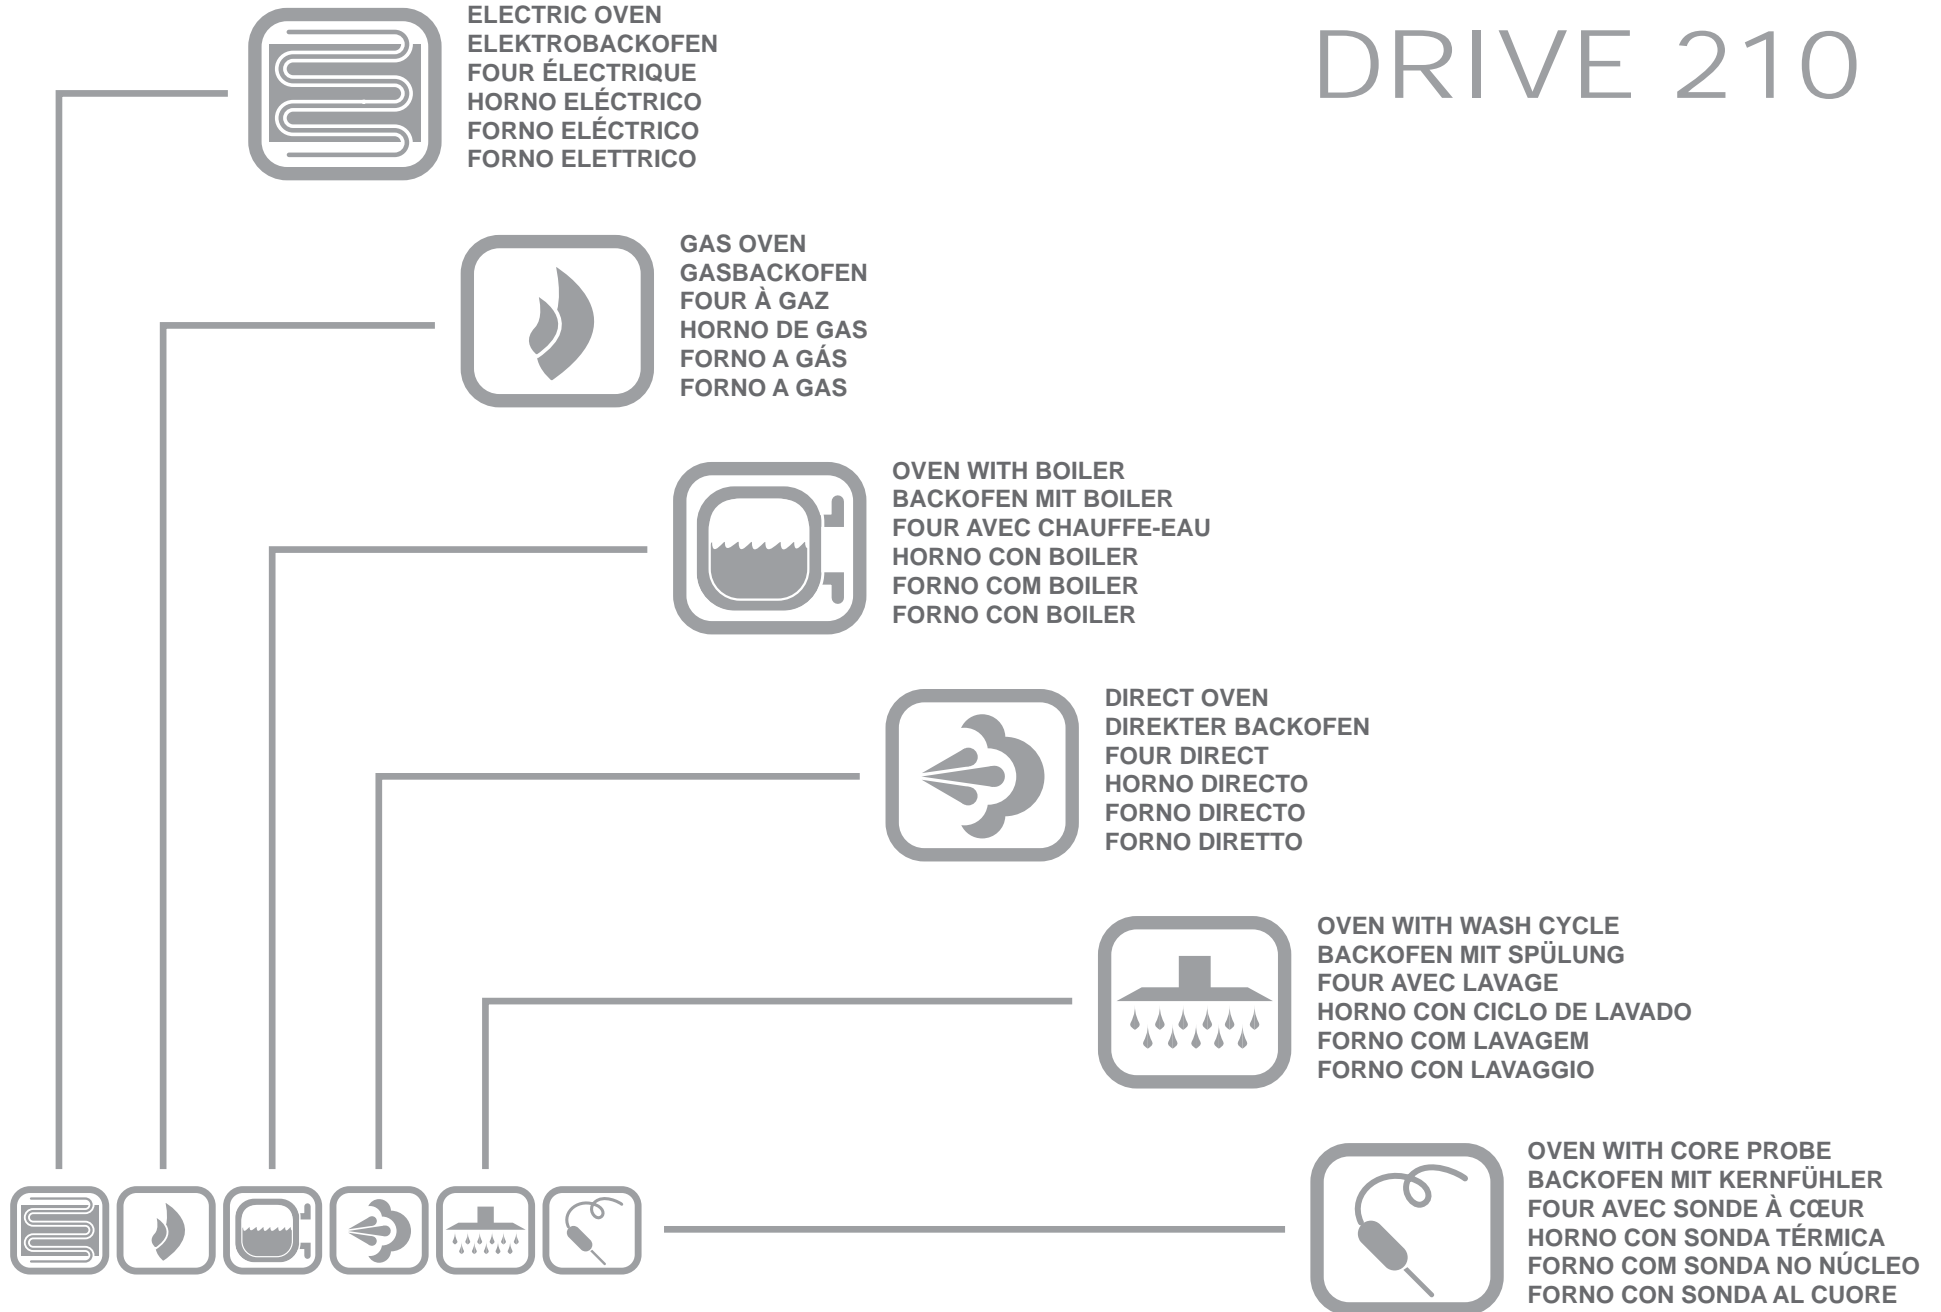 DRIVE 210
ELECTRIC OVEN
ELEKTROBACKOFEN
FOUR ÉLECTRIQUE
HORNO ELÉCTRICO
FORNO ELÉCTRICO
FORNO ELETTRICO
GAS OVEN
GASBACKOFEN
FOUR À GAZ
HORNO DE GAS
FORNO A GÁS
FORNO A GAS
OVEN WITH BOILER
BACKOFEN MIT BOILER
FOUR AVEC CHAUFFE-EAU
HORNO CON BOILER
FORNO COM BOILER
FORNO CON BOILER
DIRECT OVEN
DIREKTER BACKOFEN
FOUR DIRECT
HORNO DIRECTO
FORNO DIRECTO
FORNO DIRETTO
OVEN WITH WASH CYCLE
BACKOFEN MIT SPÜLUNG
FOUR AVEC LAVAGE
HORNO CON CICLO DE LAVADO
FORNO COM LAVAGEM
FORNO CON LAVAGGIO
OVEN WITH CORE PROBE
BACKOFEN MIT KERNFÜHLER
FOUR AVEC SONDE À CŒUR
HORNO CON SONDA TÉRMICA
FORNO COM SONDA NO NÚCLEO
FORNO CON SONDA AL CUORE